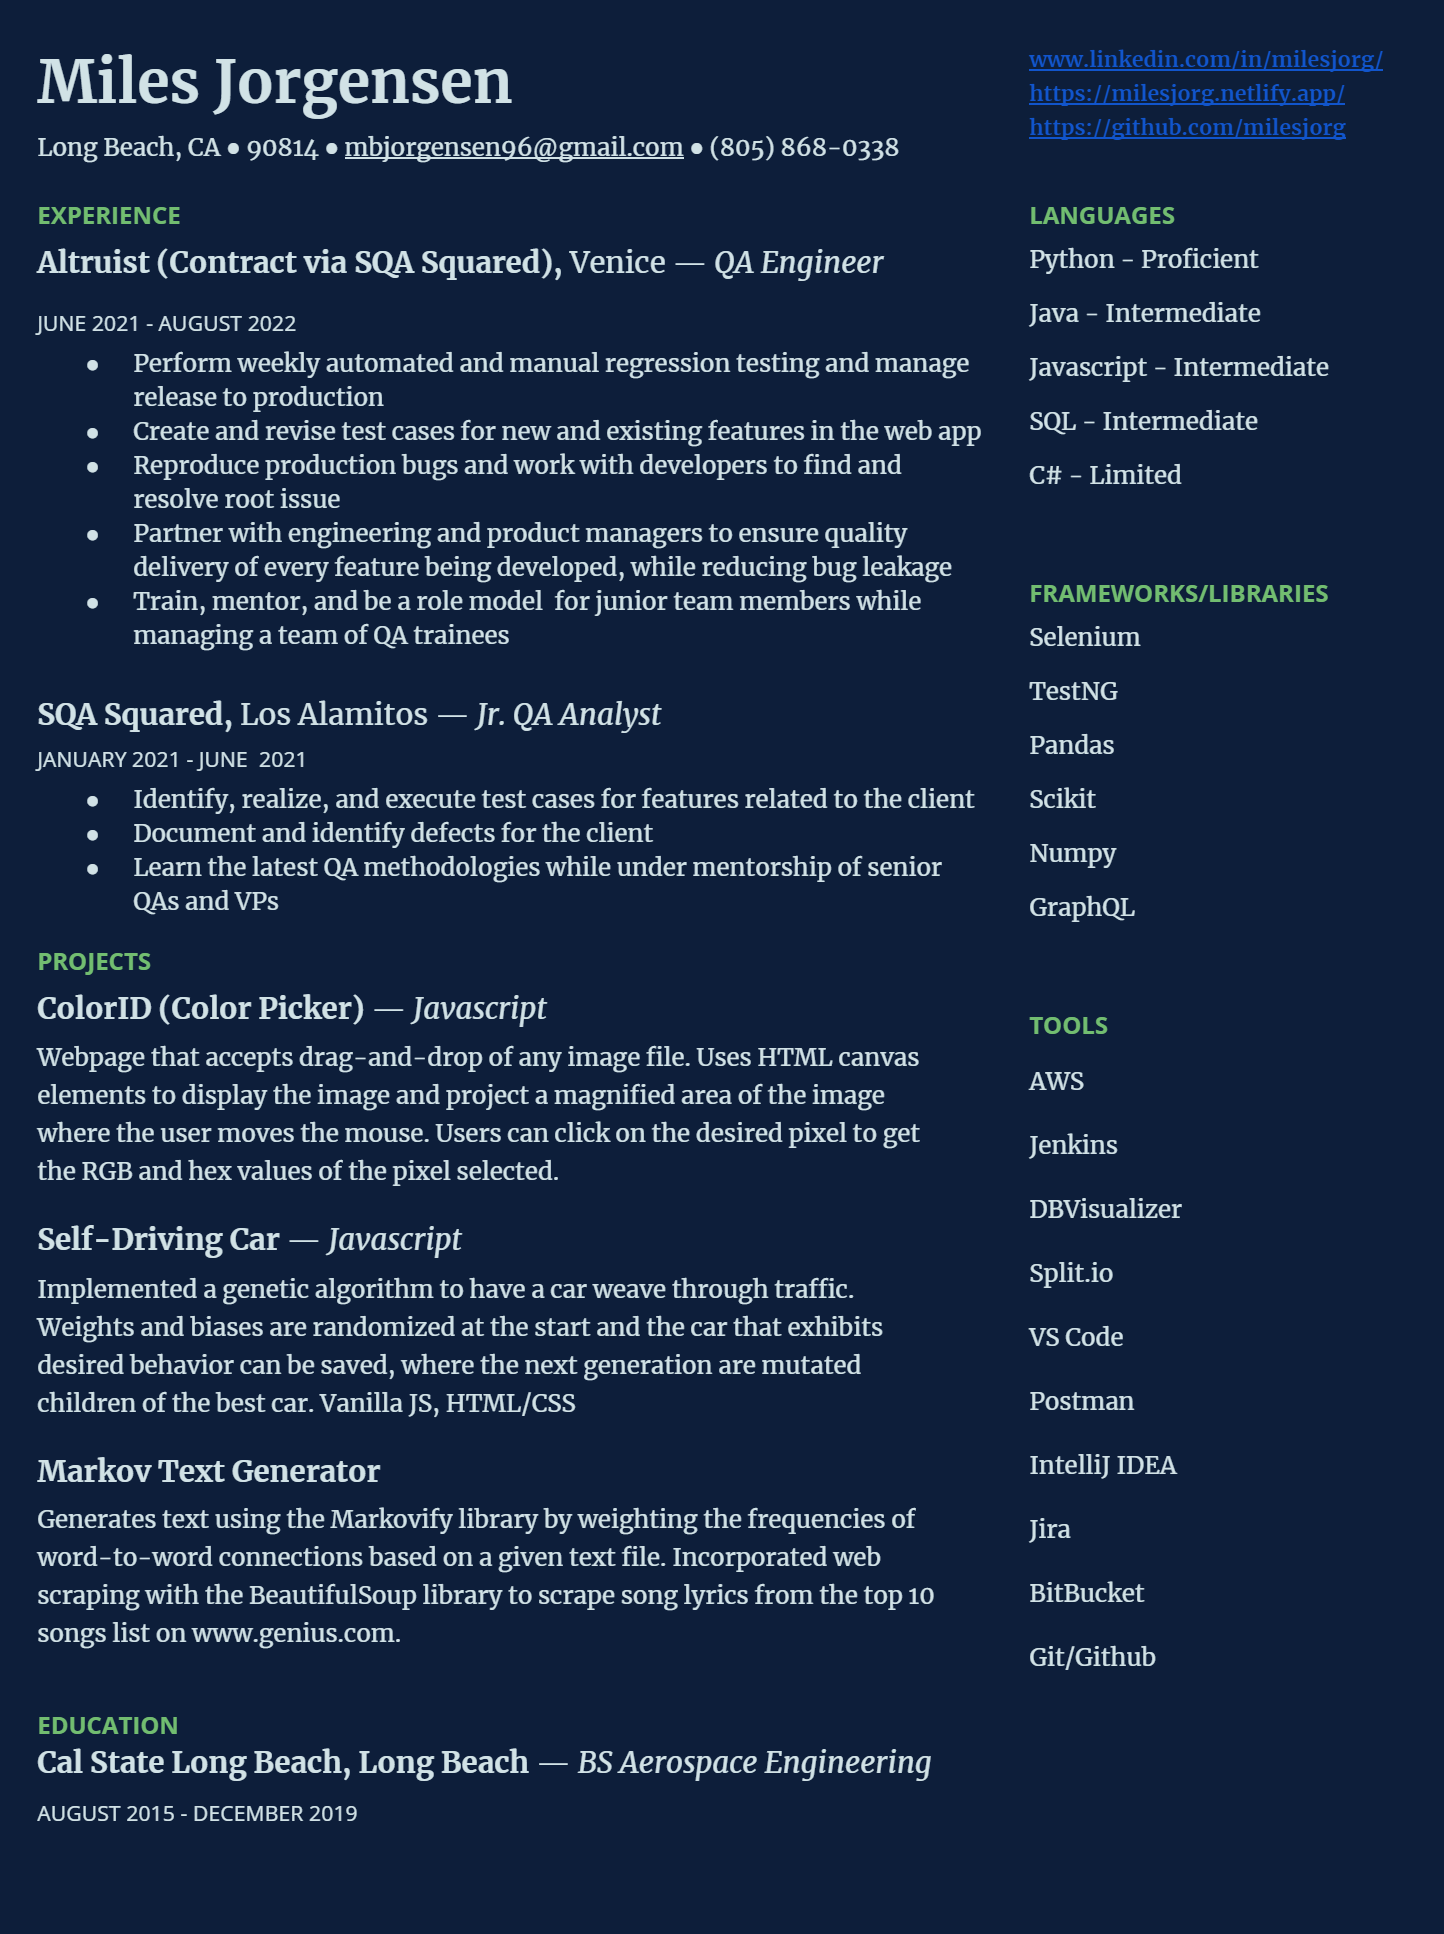 Miles Jorgensen
Long Beach, CA ● 90814 ● mbjorgensen96@gmail.com ● (805) 868-0338
www.linkedin.com/in/milesjorg/
https://milesjorg.netlify.app/
https://github.com/milesjorg
EXPERIENCE
Altruist (Contract via SQA Squared), Venice — QA Engineer
JUNE 2021 - AUGUST 2022
● Perform weekly automated and manual regression testing and manage
release to production
● Create and revise test cases for new and existing features in the web app
● Reproduce production bugs and work with developers to find and
resolve root issue
● Partner with engineering and product managers to ensure quality
delivery of every feature being developed, while reducing bug leakage
● Train, mentor, and be a role model  for junior team members while
managing a team of QA trainees
SQA Squared, Los Alamitos — Jr. QA Analyst
JANUARY 2021 - JUNE  2021
● Identify, realize, and execute test cases for features related to the client
● Document and identify defects for the client
● Learn the latest QA methodologies while under mentorship of senior
QAs and VPs
PROJECTS
ColorID (Color Picker) — Javascript
Webpage that accepts drag-and-drop of any image file. Uses HTML canvas
elements to display the image and project a magnified area of the image
where the user moves the mouse. Users can click on the desired pixel to get
the RGB and hex values of the pixel selected.
Self-Driving Car — Javascript
Implemented a genetic algorithm to have a car weave through traffic.
Weights and biases are randomized at the start and the car that exhibits
desired behavior can be saved, where the next generation are mutated
children of the best car. Vanilla JS, HTML/CSS
Markov Text Generator
Generates text using the Markovify library by weighting the frequencies of
word-to-word connections based on a given text file. Incorporated web
scraping with the BeautifulSoup library to scrape song lyrics from the top 10
songs list on www.genius.com.
EDUCATION
Cal State Long Beach, Long Beach — BS Aerospace Engineering
AUGUST 2015 - DECEMBER 2019
LANGUAGES
Python - Proficient
Java - Intermediate
Javascript - Intermediate
SQL - Intermediate
C# - Limited
FRAMEWORKS/LIBRARIES
Selenium
TestNG
Pandas
Scikit
Numpy
GraphQL
TOOLS
AWS
Jenkins
DBVisualizer
Split.io
VS Code
Postman
IntelliJ IDEA
Jira
BitBucket
Git/Github